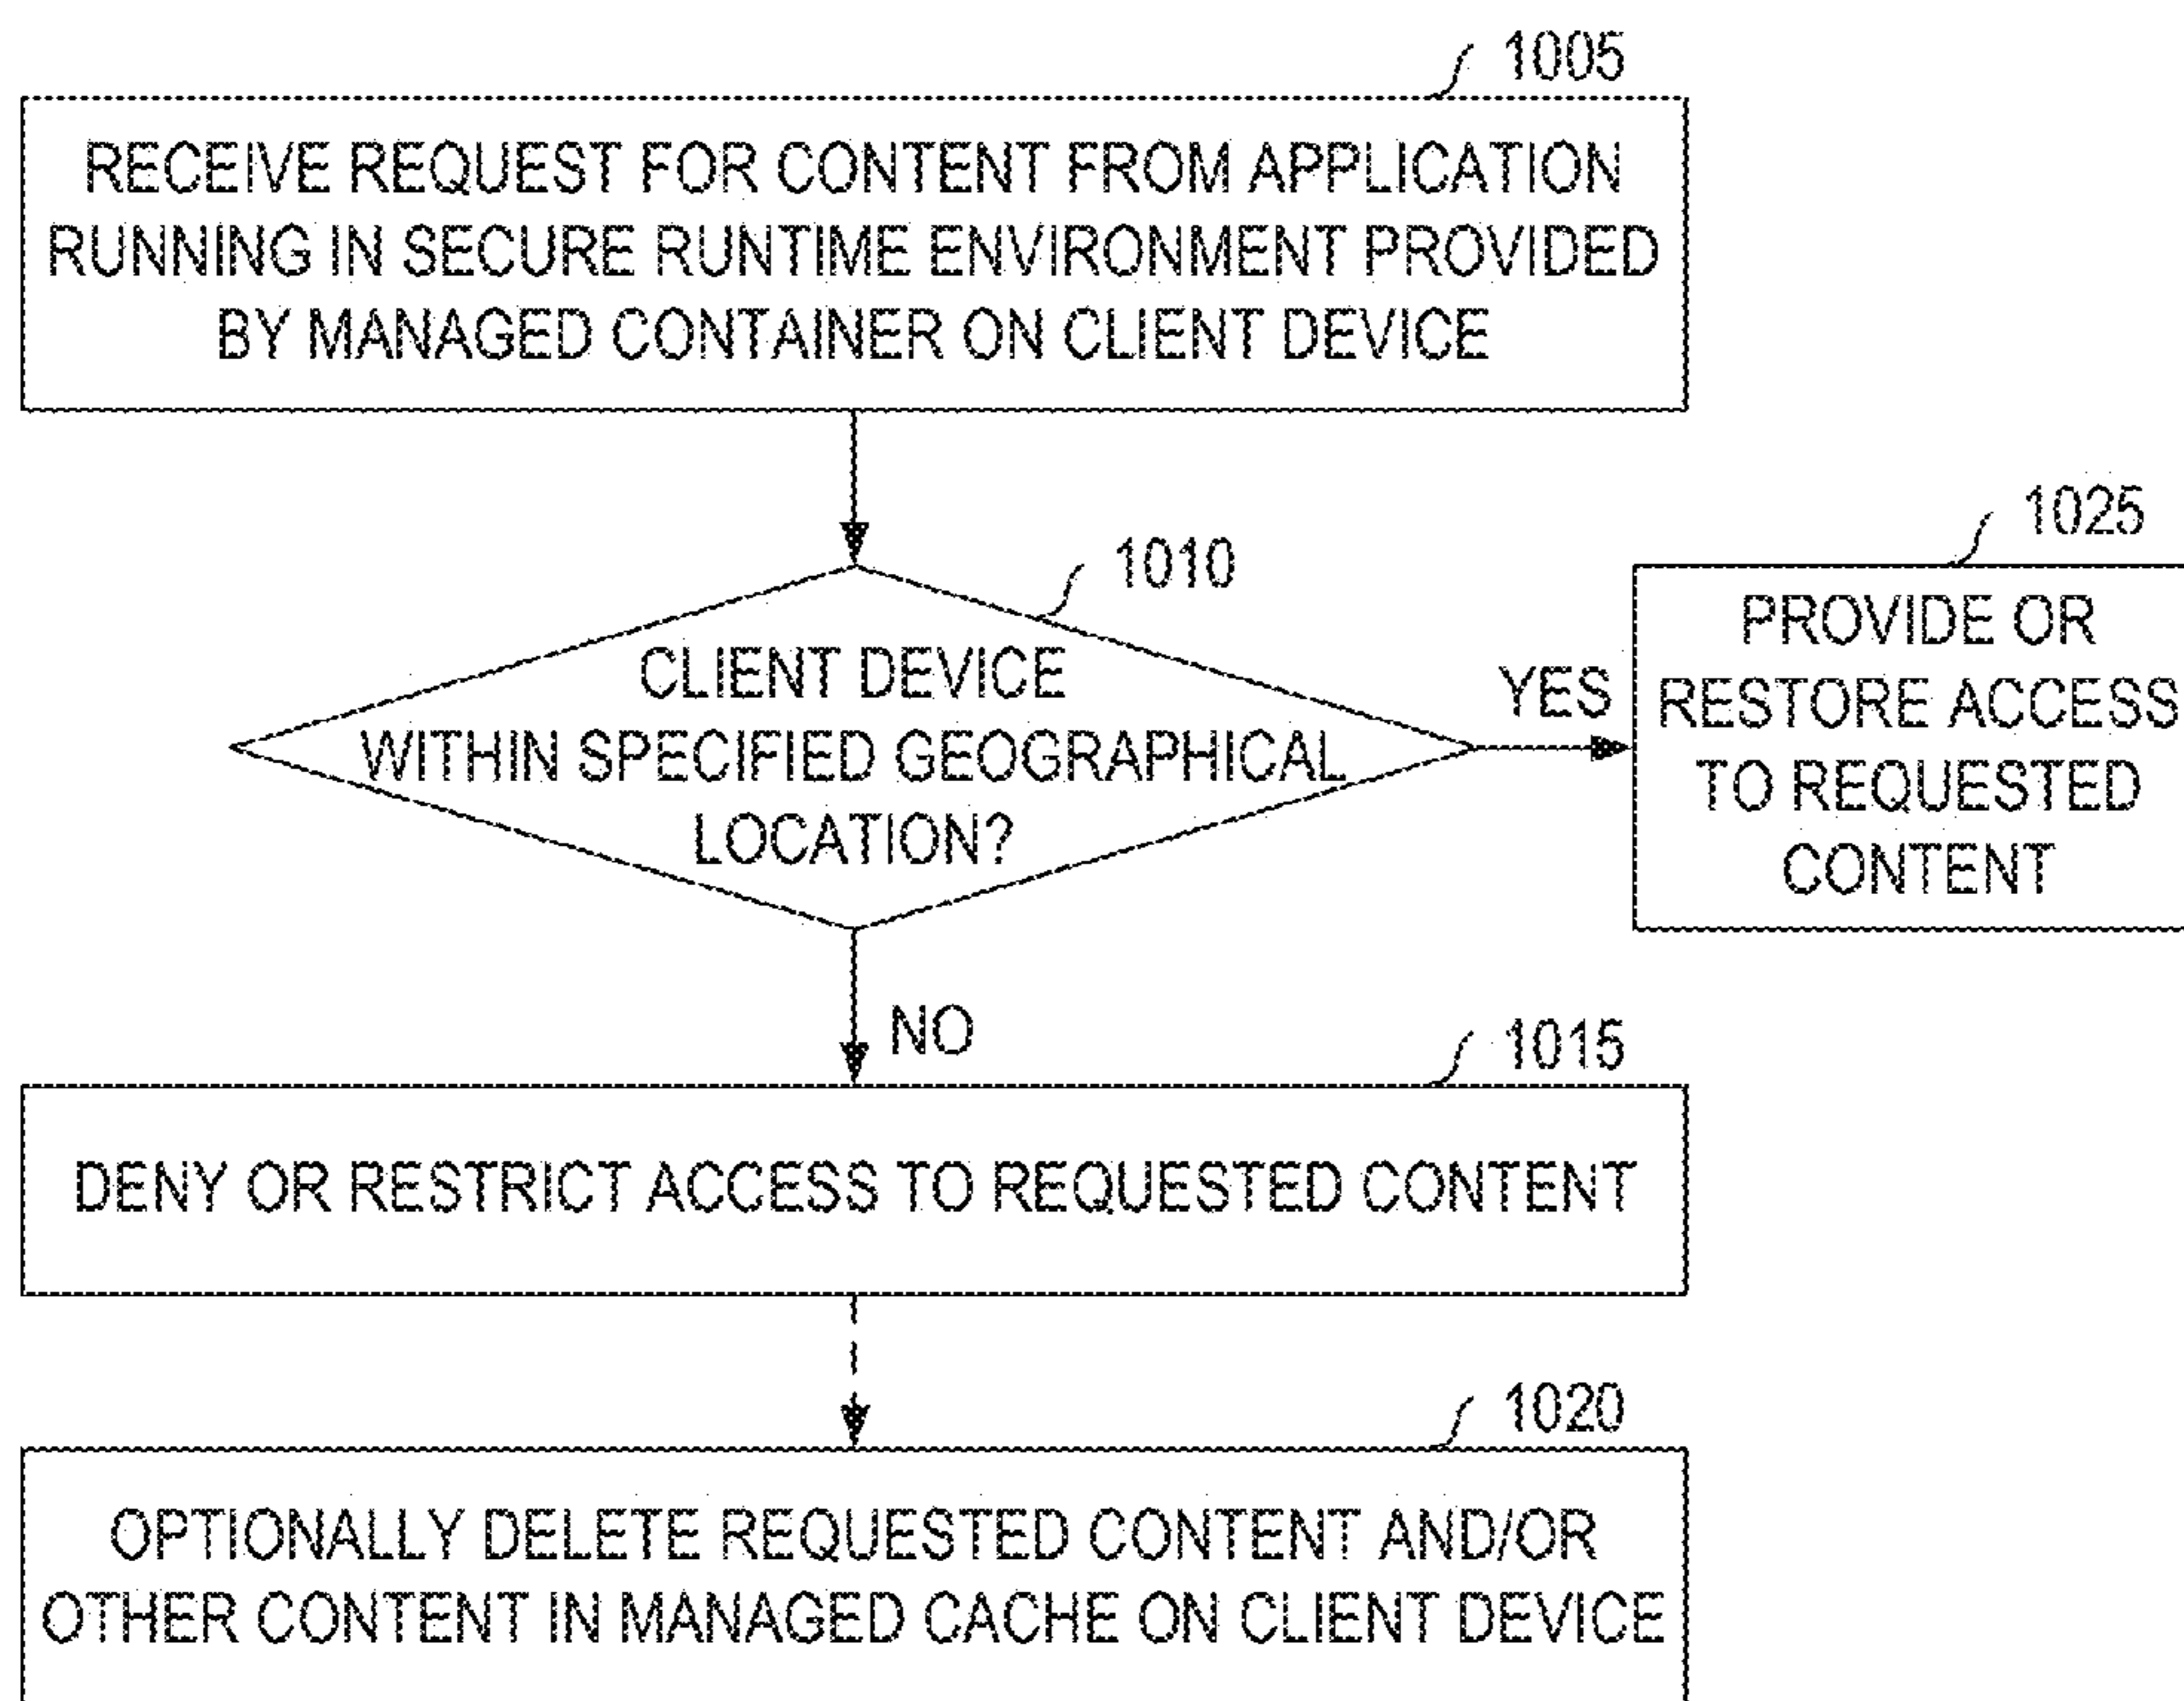 1005
RECEIVE REQUEST FOR CONTENT FROM APPLICATION
RUNNING IN SECURE RUNTIME ENVIRONMENT PROVIDED
BY MANAGED CONTAINER ON CLIENT DEVICE
1010
CLIENT DEVICE
WITHIN SPECIFIED GEOGRAPHICAL
LOCATION?
YES
1025
PROVIDE OR
RESTORE ACCESS
TO REQUESTED
CONTENT
NO
1015
DENY OR RESTRICT ACCESS TO REQUESTED CONTENT
1020
OPTIONALLY DELETE REQUESTED CONTENT AND/OR
OTHER CONTENT IN MANAGED CACHE ON CLIENT DEVICE